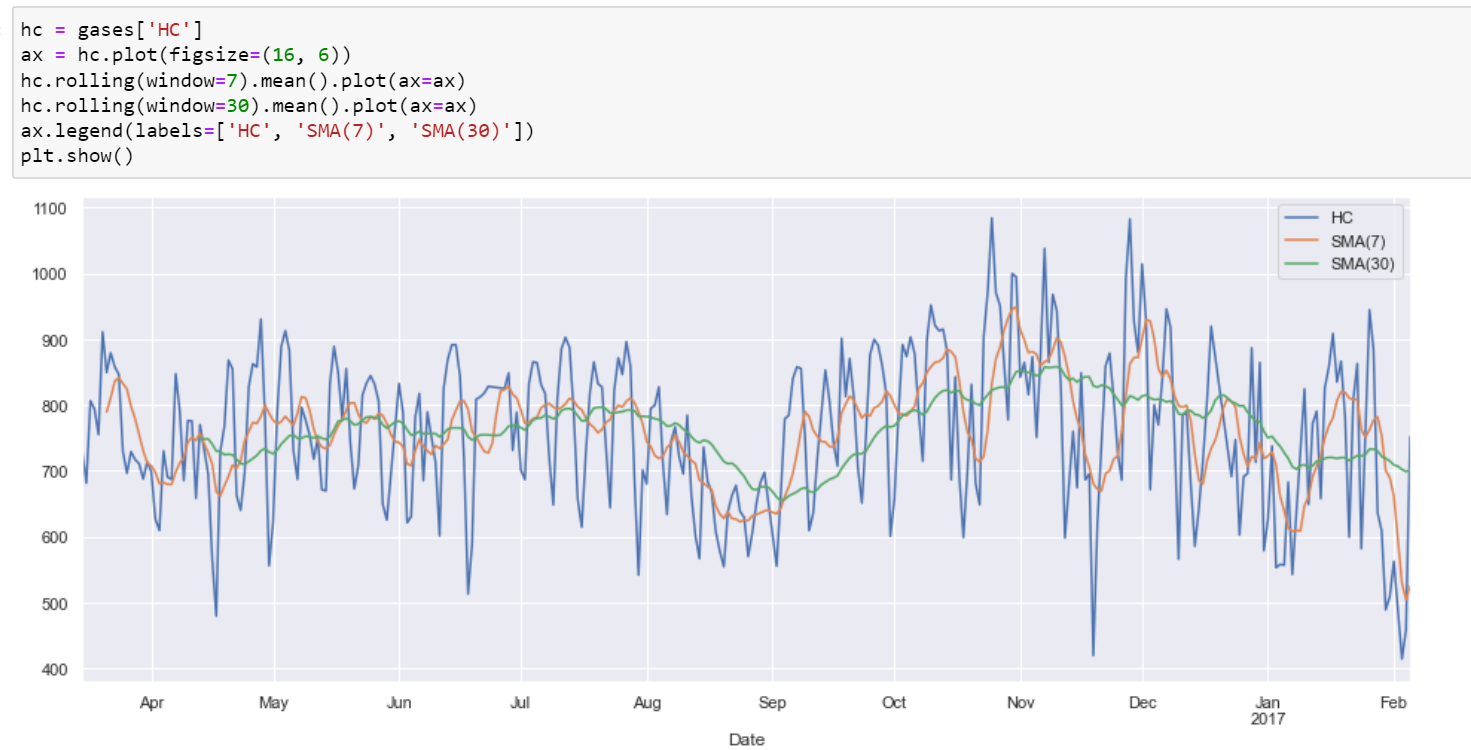 hc = gases['HC']
ax = hc.plot(figsize=(16, 6))
hc.rolling(window=7).mean().plot(ax=ax)
hc.rolling(window=30).mean().plot(ax=ax)
ax.legend(labels=['HC', 'SMA(7)', 'SMA(30)'])
plt.show()
1100
1000
900
800
700
600
500
400
HC
SMA(7)
SMA(30)
Apr May Jun Jul Aug Sep Oct Nov Dec Jan Feb
2017
Date